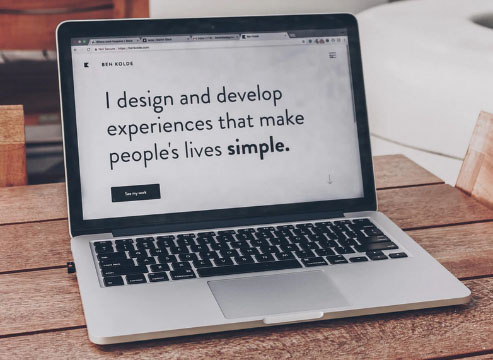 BEN KOLDE
I design and develop
experiences that make
people's lives simple.
See my work